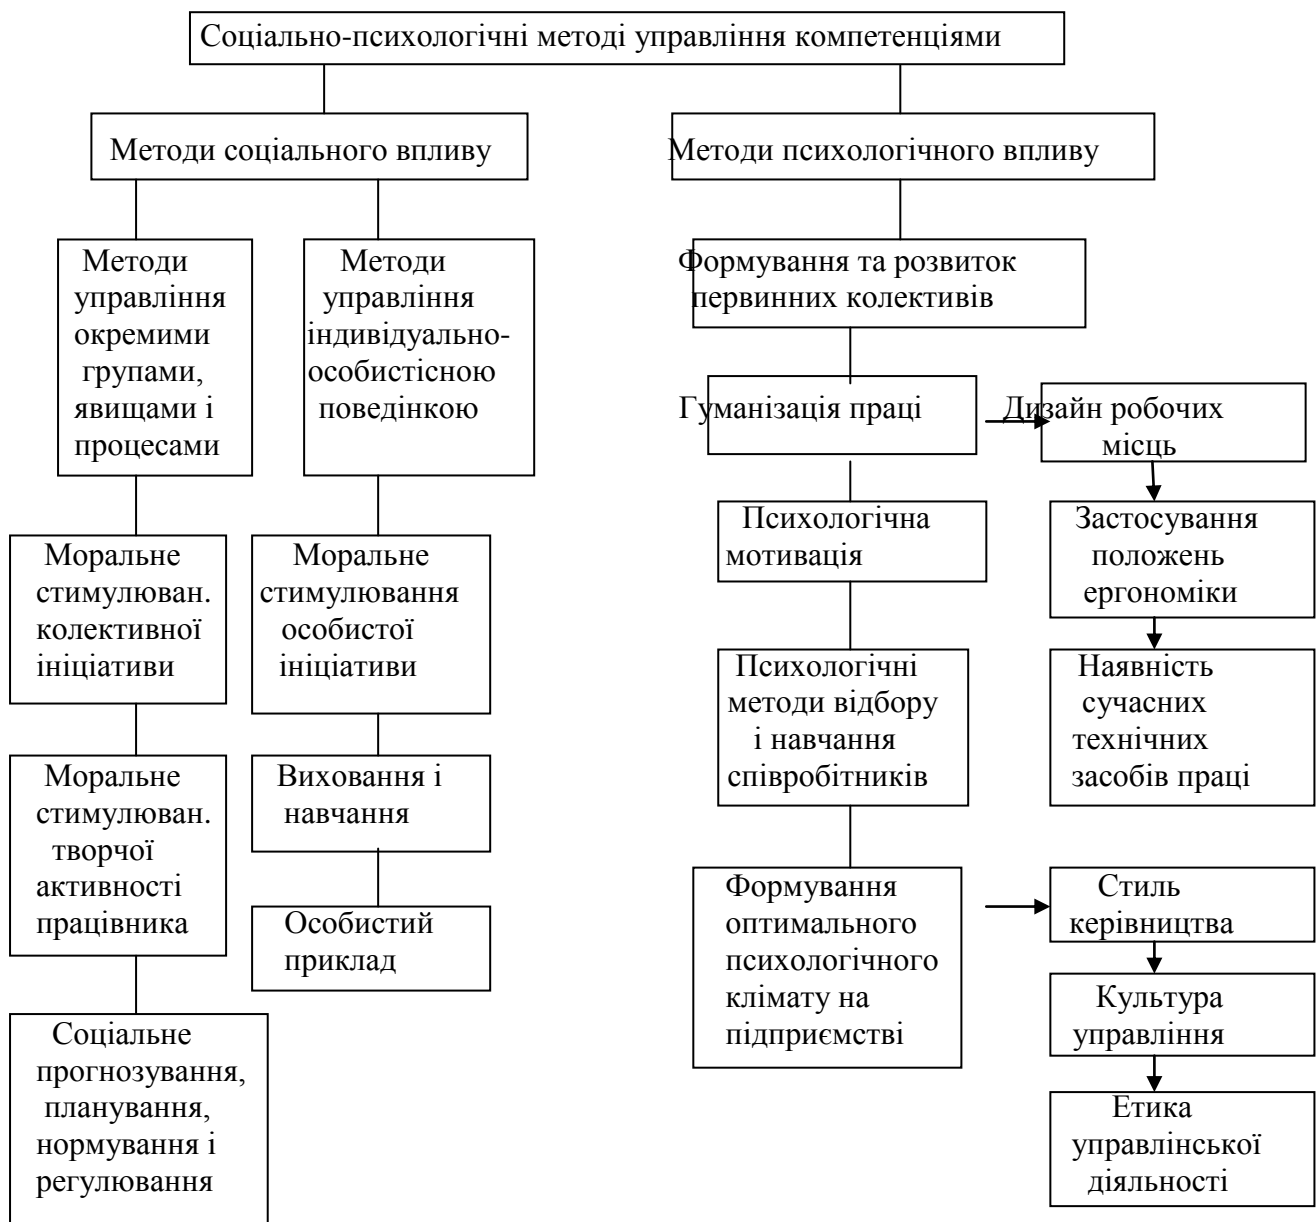 Соціально-психологічні методі управління компетенціями
Методи соціального впливу
Методи психологічного впливу
Методи
управління
окремими
групами,
явищами і
процесами
Методи
управління
індивідуально-
особистісною
поведінкою
Формування та розвиток
первинних колективів
Гуманізація праці
Дизайн робочих
місць
Моральне
стимулюван.
колективної
ініціативи
Моральне
стимулювання
особистої
ініціативи
Психологічна
мотивація
Застосування
положень
ергономіки
Психологічні
методи відбору
і навчання
співробітників
Наявність
сучасних
технічних
засобів праці
Моральне
стимулюван.
творчої
активності
працівника
Виховання і
навчання
Особистий
приклад
Формування
оптимального
психологічного
клімату на
підприємстві
Стиль
керівництва
Культура
управління
Етика
управлінської
діяльності
Соціальне
прогнозування,
планування,
нормування і
регулювання